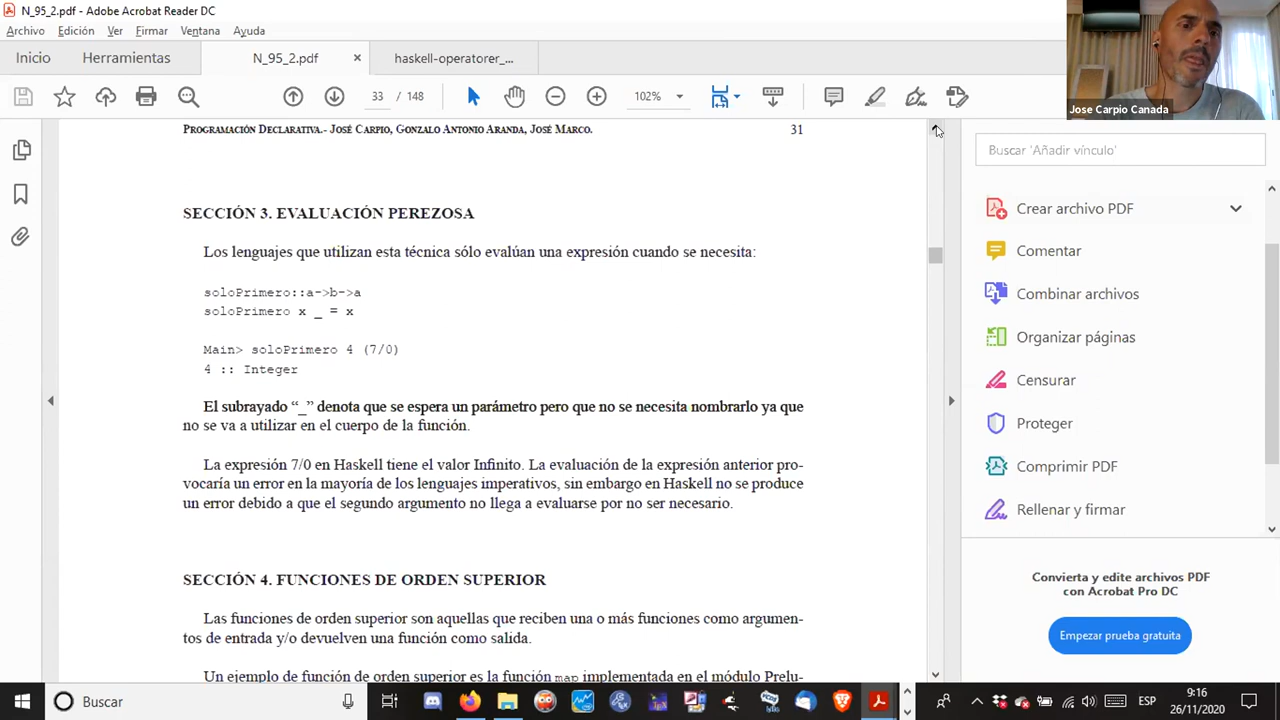 N_95_2.pdf - Adobe Acrobat Reader DC
Archivo Edición Ver Firmar Ventana Ayuda
Inicio Herramientas N_95_2.pdf × haskell-operatorer_...
33 / 148 102%
Jose Carpio Canada
PROGRAMACIÓN DECLARATIVA.- JOSÉ CARPIO, GONZALO ANTONIO ARANDA, JOSÉ MARCO. 31
SECCIÓN 3. EVALUACIÓN PEREZOSA
Los lenguajes que utilizan esta técnica sólo evalúan una expresión cuando se necesita:
soloPrimero::a->b->a
soloPrimero x _ = x
Main> soloPrimero 4 (7/0)
4 :: Integer
El subrayado “_” denota que se espera un parámetro pero que no se necesita nombrarlo ya que
no se va a utilizar en el cuerpo de la función.
La expresión 7/0 en Haskell tiene el valor Infinito. La evaluación de la expresión anterior pro-
vocaría un error en la mayoría de los lenguajes imperativos, sin embargo en Haskell no se produce
un error debido a que el segundo argumento no llega a evaluarse por no ser necesario.
SECCIÓN 4. FUNCIONES DE ORDEN SUPERIOR
Las funciones de orden superior son aquellas que reciben una o más funciones como argumen-
tos de entrada y/o devuelven una función como salida.
Un ejemplo de función de orden superior es la función map implementada en el módulo Prelu-
Buscar 'Añadir vínculo'
Crear archivo PDF
Comentar
Combinar archivos
Organizar páginas
Censurar
Proteger
Comprimir PDF
Rellenar y firmar
Convierta y edite archivos PDF
con Acrobat Pro DC
Empezar prueba gratuita
Buscar
ESP
9:16
26/11/2020